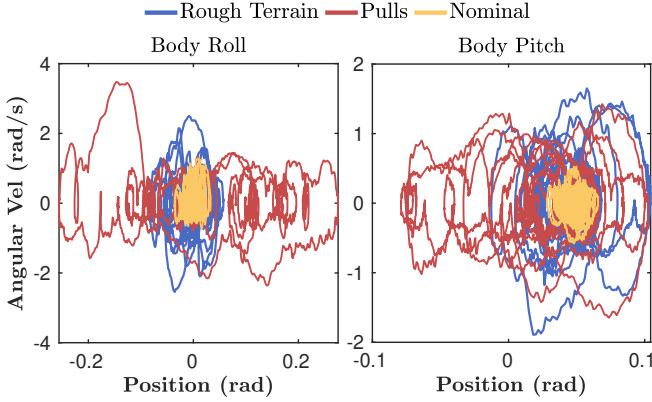 Rough Terrain Pulls Nominal
Body Roll
Body Pitch
Angular Vel (rad/s)
4
2
0
-2
-4
-0.2 0 0.2
Position (rad)
2
1
0
-1
-2
-0.1 0 0.1
Position (rad)